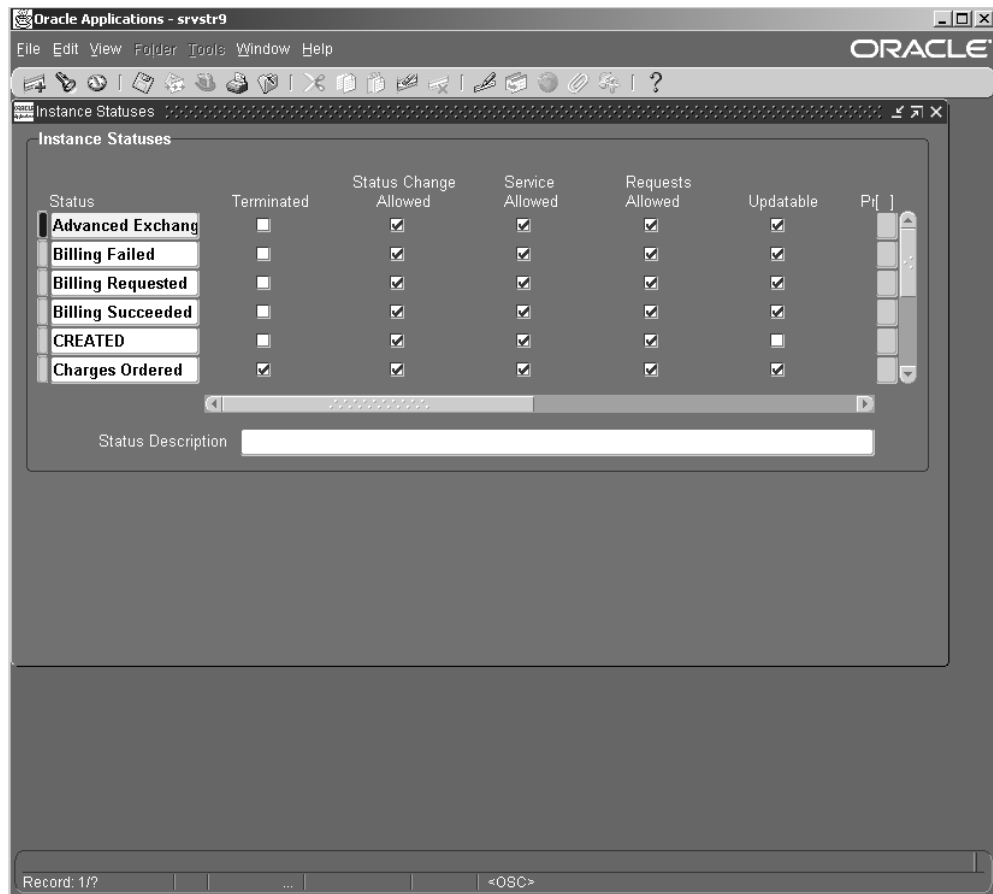 Oracle Applications - srvstr9
File Edit View Folder Tools Window Help ORACLE
Instance Statuses
Instance Statuses
Status Change Service Requests
Status Terminated Allowed Allowed Allowed Updatable Pr[ ]
Advanced Exchang
Billing Failed
Billing Requested
Billing Succeeded
CREATED
Charges Ordered
Status Description
Record: 1/? ... <OSC>